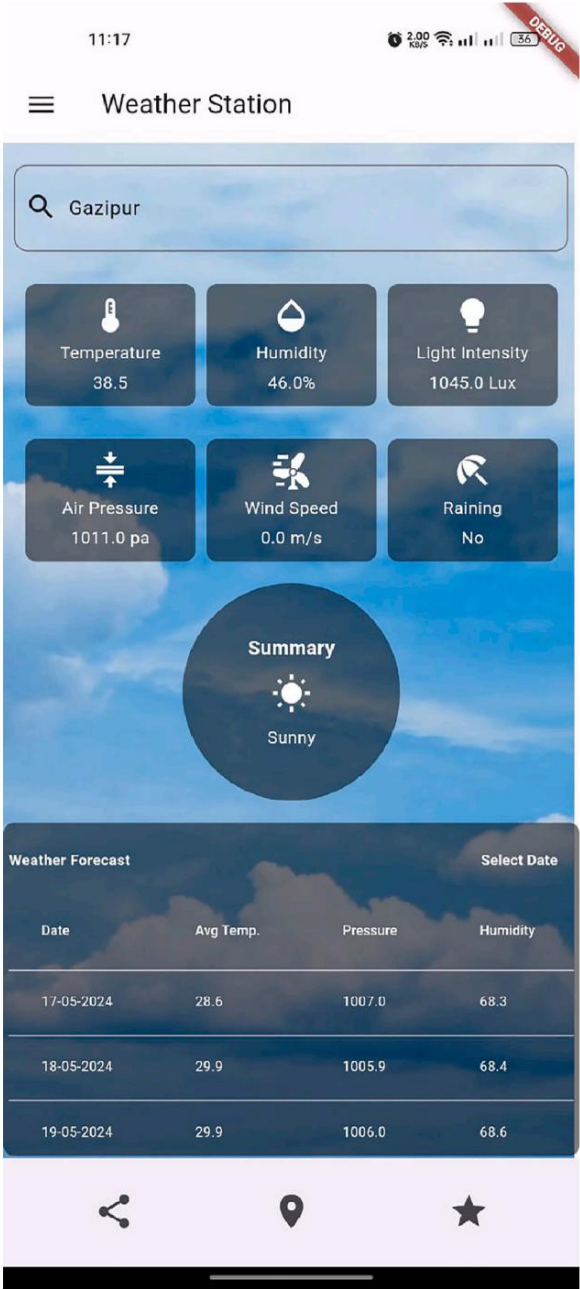 11:17
2.00
KB/S
36
DEBUG
Weather Station
Gazipur
Temperature
38.5
Humidity
46.0%
Light Intensity
1045.0 Lux
Air Pressure
1011.0 pa
Wind Speed
0.0 m/s
Raining
No
Summary
Sunny
Weather Forecast
Select Date
Date Avg Temp. Pressure Humidity
17-05-2024 28.6 1007.0 68.3
18-05-2024 29.9 1005.9 68.4
19-05-2024 29.9 1006.0 68.6